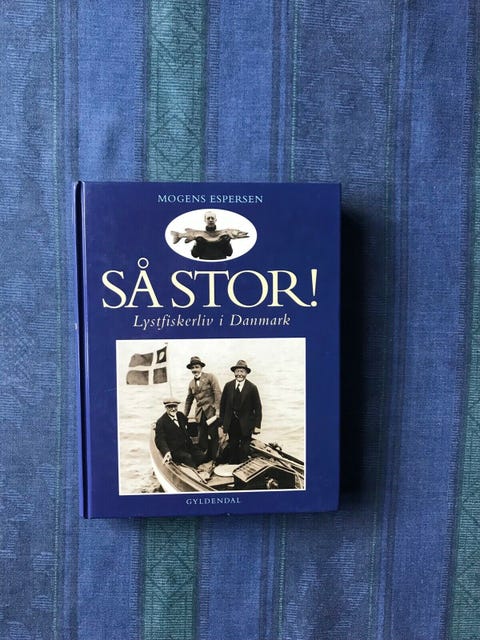 MOGENS ESPERSEN
SÅ STOR!
Lystfiskerliv i Danmark
GYLDENDAL